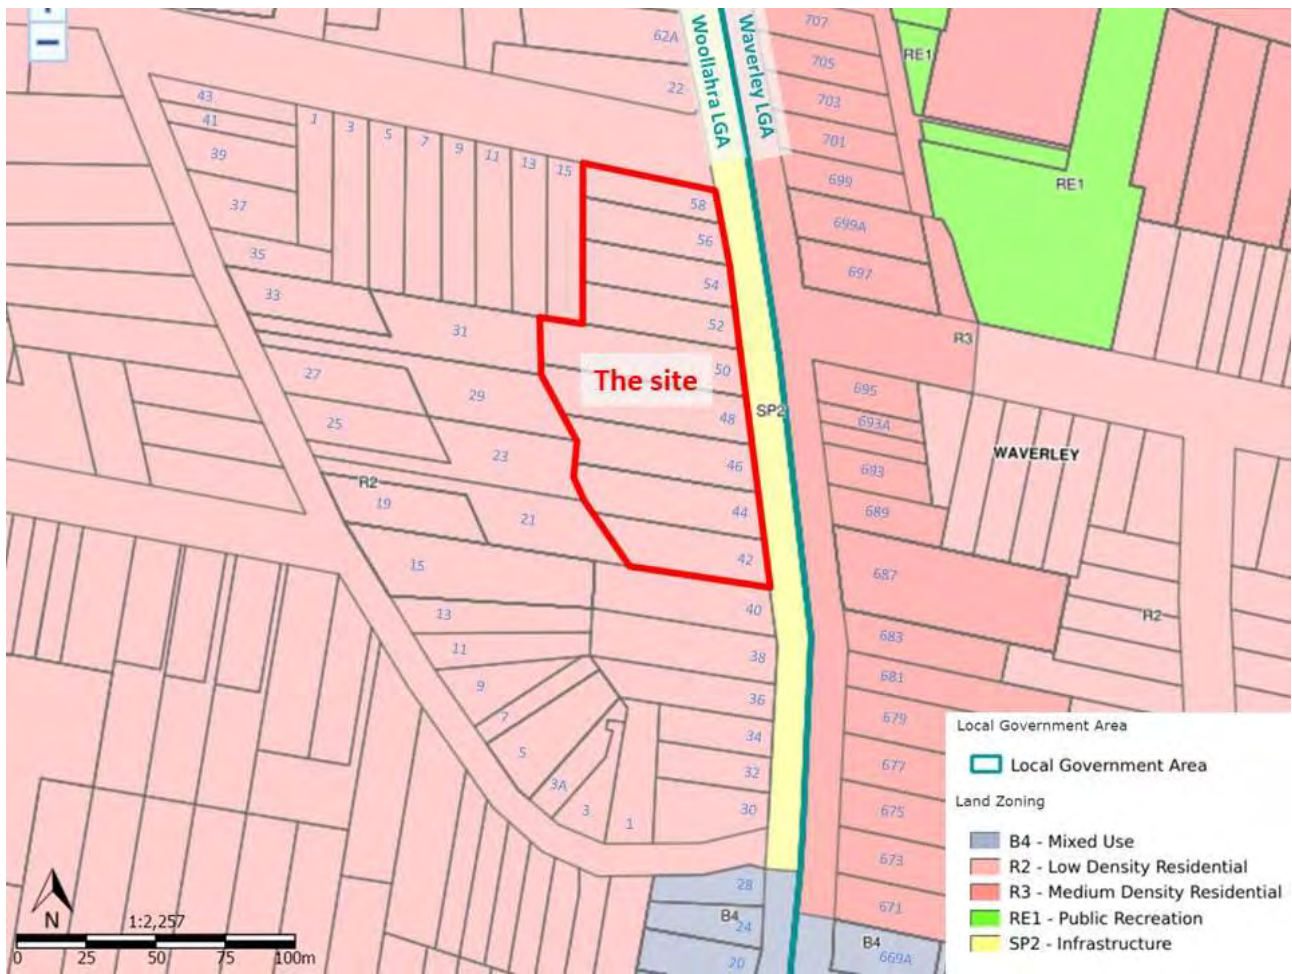 62A
22
Woollahra LGA
Waverley LGA
707
705
703
701
699
699A
697
RE1
RE1
43
41
39
37
35
33
1
3
5
7
9
11
13
15
58
56
54
52
50
48
46
44
42
The site
31
29
27
25
23
21
19
R2
SP2
R3
695
693A
693
689
687
683
681
679
677
675
673
671
WAVERLEY
R2
15
13
11
9
7
5
3A
3
1
40
38
36
34
32
30
28
24
20
B4
B4
669A
N
1:2,257
0 25 50 75 100m
Local Government Area
Local Government Area
Land Zoning
B4 - Mixed Use
R2 - Low Density Residential
R3 - Medium Density Residential
RE1 - Public Recreation
SP2 - Infrastructure